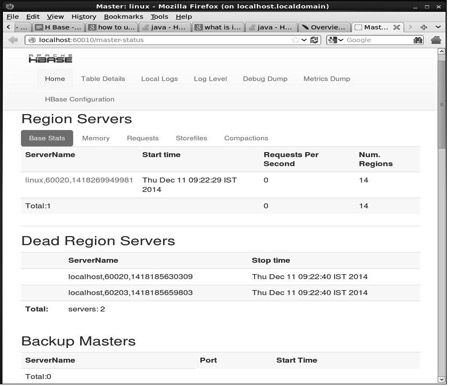 Master: linux - Mozilla Firefox (on localhost.localdomain)
File Edit View History Bookmarks Tools Help
H Base - ... how to u... java - H... what is i... java - H... Overvie... Mast...
localhost:60010/master-status Google
APACHE
HBASE
Home Table Details Local Logs Log Level Debug Dump Metrics Dump
HBase Configuration
Region Servers
Base Stats Memory Requests Storefiles Compactions
ServerName Start time Requests Per Second Num. Regions
linux,60020,1418269949981 Thu Dec 11 09:22:29 IST 2014 0 14
Total:1 0 14
Dead Region Servers
ServerName Stop time
localhost,60020,1418185630309 Thu Dec 11 09:22:40 IST 2014
localhost,60203,1418185659803 Thu Dec 11 09:22:40 IST 2014
Total: servers: 2
Backup Masters
ServerName Port Start Time
Total:0